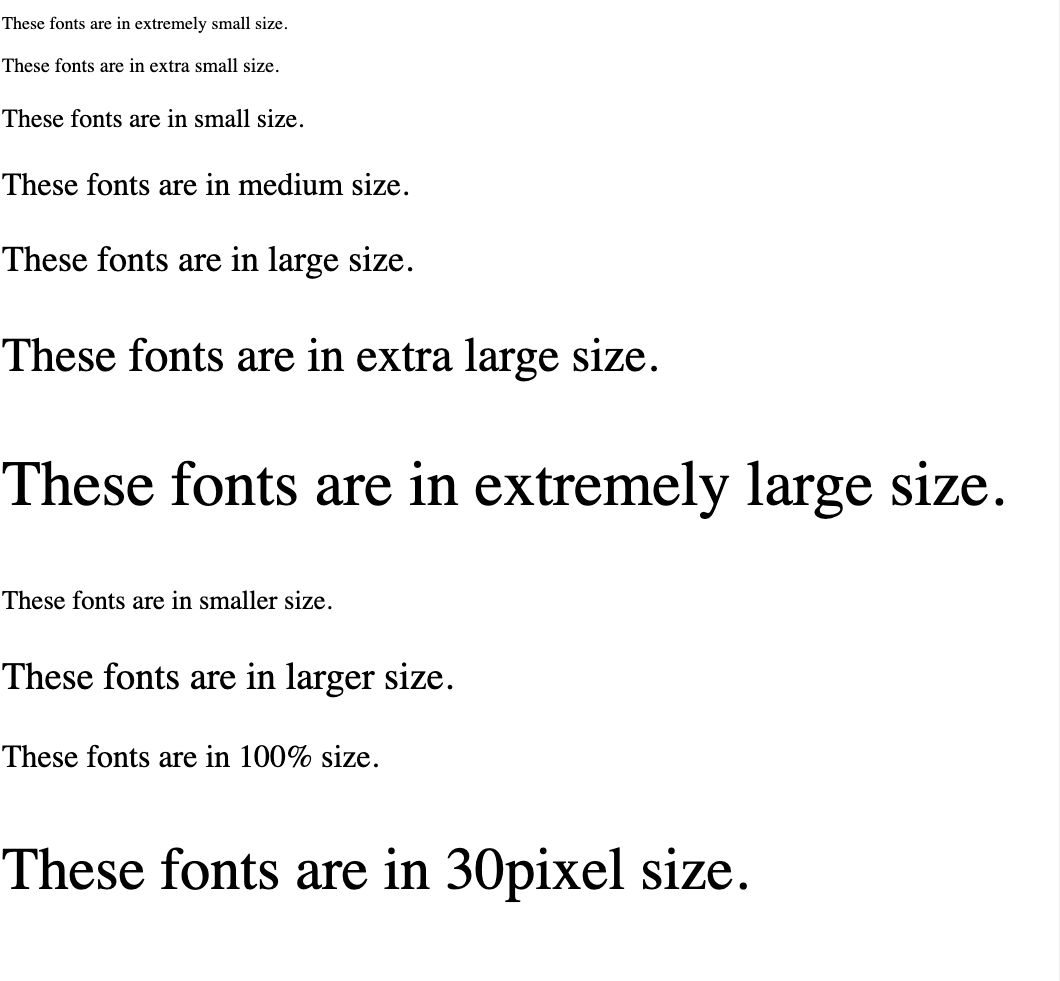 These fonts are in extremely small size.
These fonts are in extra small size.
These fonts are in small size.
These fonts are in medium size.
These fonts are in large size.
These fonts are in extra large size.
These fonts are in extremely large size.
These fonts are in smaller size.
These fonts are in larger size.
These fonts are in 100% size.
These fonts are in 30pixel size.